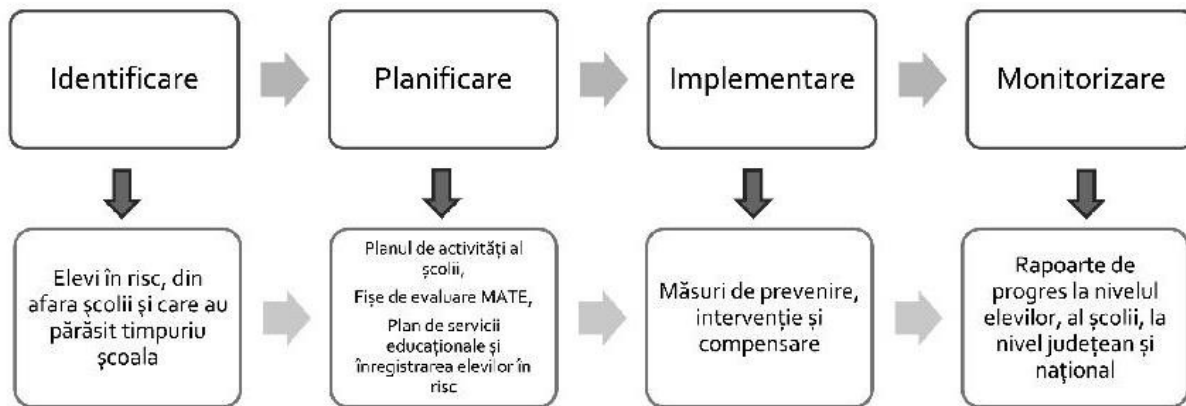 Identificare
Planificare
Implementare
Monitorizare
Elevi în risc, din
afara școlii și care au
părăsit timpuriu
școala
Planul de activități al
școlii,
Fișe de evaluare MATE,
Plan de servicii
educaționale și
înregistrarea elevilor în
risc
Măsuri de prevenire,
intervenție și
compensare
Rapoarte de
progres la nivelul
elevilor, al școlii, la
nivel județean și
național